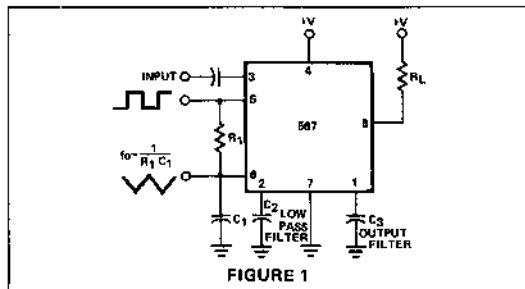 +V
+V
INPUT
3
4
R_L
5
567
8
R_1
fo = 1 / R_1 C_1
6
2
7
1
C_1
C_2
LOW PASS FILTER
C_3
OUTPUT FILTER
FIGURE 1